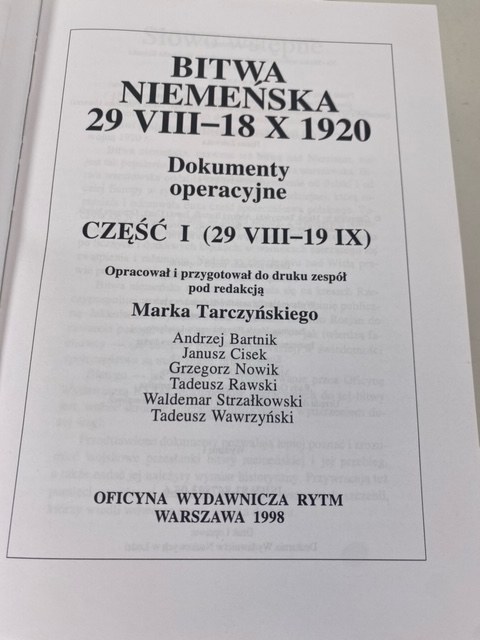 BITWA
NIEMEŃSKA
29 VIII–18 X 1920
Dokumenty
operacyjne
CZĘŚĆ I (29 VIII–19 IX)
Opracował i przygotował do druku zespół
pod redakcją
Marka Tarczyńskiego
Andrzej Bartnik
Janusz Cisek
Grzegorz Nowik
Tadeusz Rawski
Waldemar Strzałkowski
Tadeusz Wawrzyński
OFICYNA WYDAWNICZA RYTM
WARSZAWA 1998